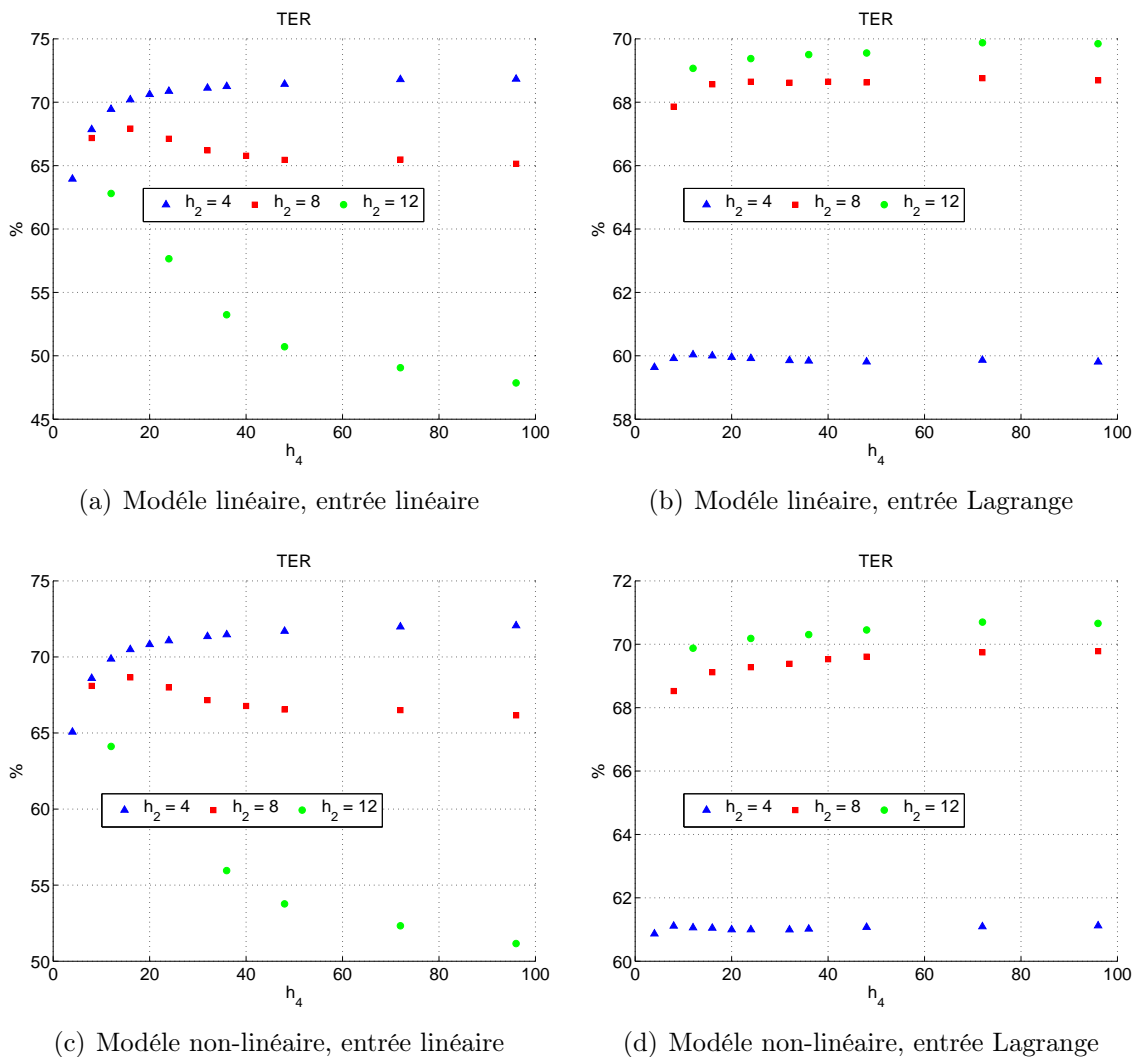 TER
75
70
65
60
55
50
45
%
h2 = 4 h2 = 8 h2 = 12
0 20 40 60 80 100
h4
(a) Modéle linéaire, entrée linéaire
TER
70
68
66
64
62
60
58
%
h2 = 4 h2 = 8 h2 = 12
0 20 40 60 80 100
h4
(b) Modéle linéaire, entrée Lagrange
TER
75
70
65
60
55
50
%
h2 = 4 h2 = 8 h2 = 12
0 20 40 60 80 100
h4
(c) Modéle non-linéaire, entrée linéaire
TER
72
70
68
66
64
62
60
%
h2 = 4 h2 = 8 h2 = 12
0 20 40 60 80 100
h4
(d) Modéle non-linéaire, entrée Lagrange